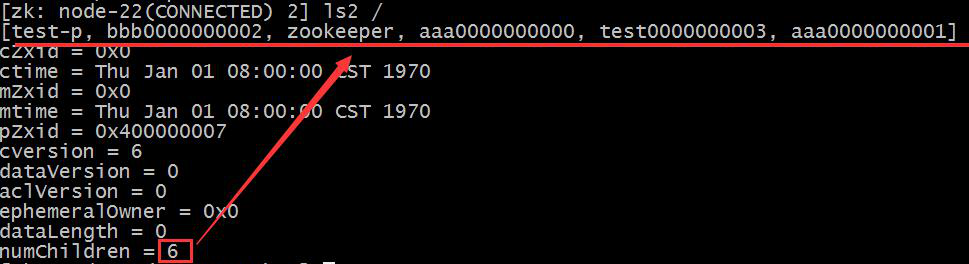 [zk: node-22(CONNECTED) 2] ls2 /
[test-p, bbb0000000002, zookeeper, aaa0000000000, test0000000003, aaa0000000001]
cZxid = 0x0
ctime = Thu Jan 01 08:00:00 CST 1970
mZxid = 0x0
mtime = Thu Jan 01 08:00:00 CST 1970
pZxid = 0x400000007
cversion = 6
dataVersion = 0
aclVersion = 0
ephemeralOwner = 0x0
dataLength = 0
numChildren = 6